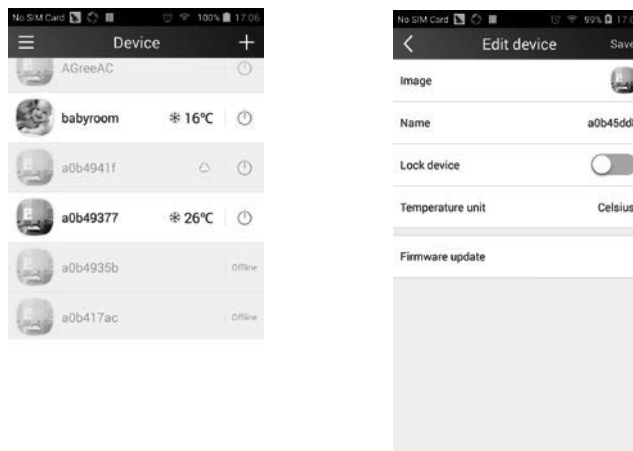 No SIM Card 100% 17:06
Device
AGreeAC
babyroom 16°C
a0b4941f
a0b49377 26°C
a0b4935b Offline
a0b417ac Offline
No SIM Card 99%
Edit device Save
Image
Name a0b45dd
Lock device
Temperature unit Celsius
Firmware update